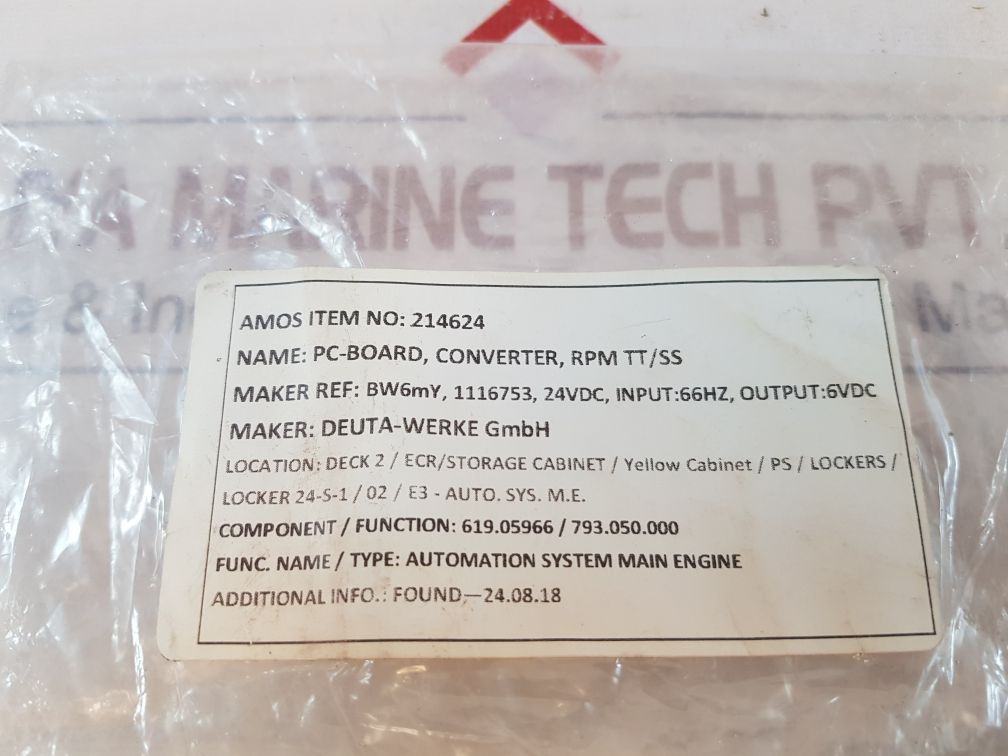 MARINE TECH PVT.
AMOS ITEM NO: 214624
NAME: PC-BOARD, CONVERTER, RPM TT/SS
MAKER REF: BW6mY, 1116753, 24VDC, INPUT:66HZ, OUTPUT:6VDC
MAKER: DEUTA-WERKE GmbH
LOCATION: DECK 2 / ECR/STORAGE CABINET / Yellow Cabinet / PS / LOCKERS /
LOCKER 24-S-1 / 02 / E3 - AUTO. SYS. M.E.
COMPONENT / FUNCTION: 619.05966 / 793.050.000
FUNC. NAME / TYPE: AUTOMATION SYSTEM MAIN ENGINE
ADDITIONAL INFO.: FOUND—24.08.18